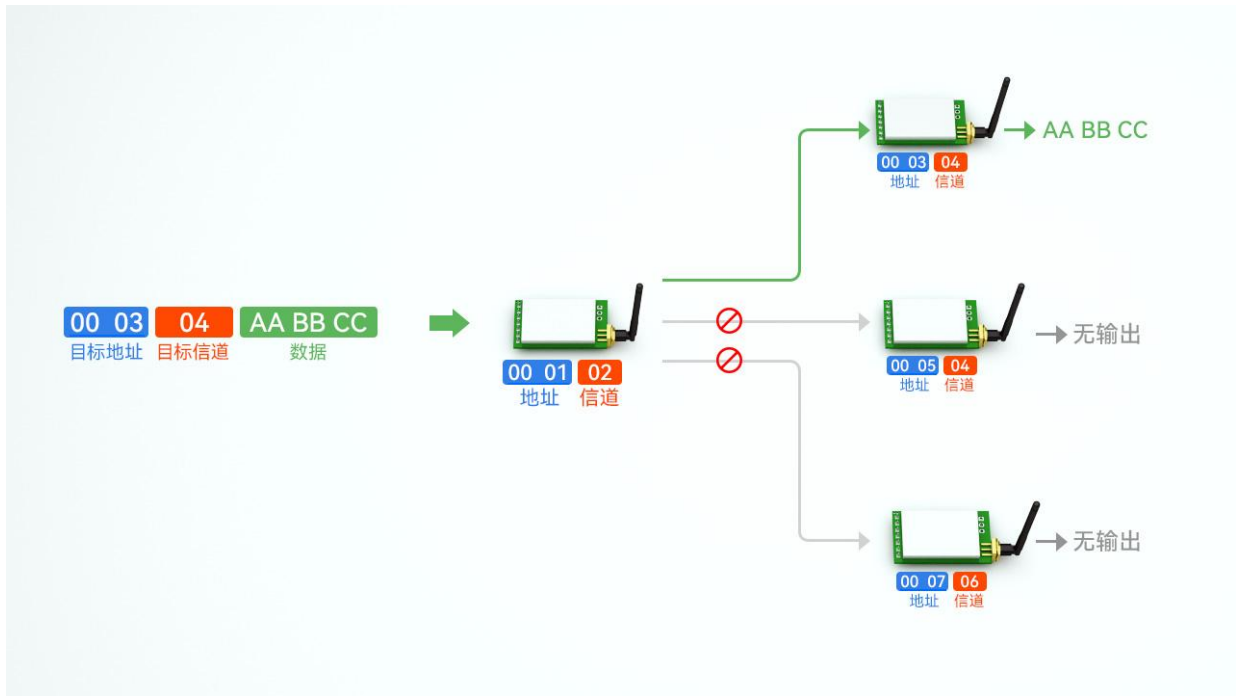 00 03 04 AA BB CC
目标地址 目标信道 数据
00 01 02
地址 信道
AA BB CC
00 03 04
地址 信道
无输出
00 05 04
地址 信道
无输出
00 07 06
地址 信道